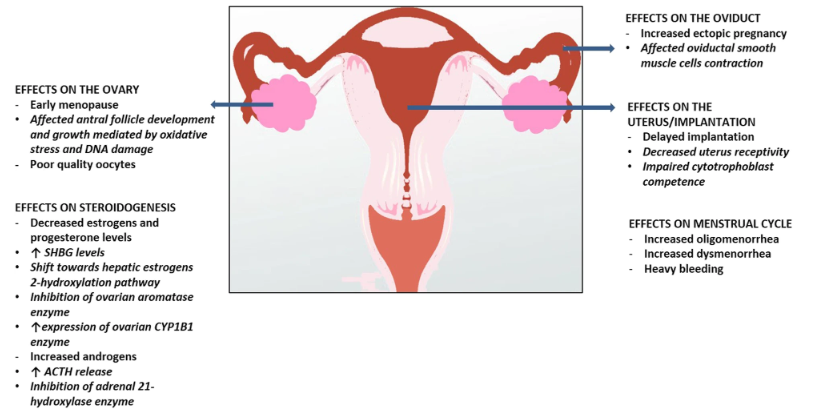 EFFECTS ON THE OVARY
- Early menopause
• Affected antral follicle development
and growth mediated by oxidative
stress and DNA damage
- Poor quality oocytes
EFFECTS ON STEROIDOGENESIS
- Decreased estrogens and
progesterone levels
• ↑ SHBG levels
• Shift towards hepatic estrogens
2-hydroxylation pathway
• Inhibition of ovarian aromatase
enzyme
• ↑expression of ovarian CYP1B1
enzyme
- Increased androgens
• ↑ ACTH release
• Inhibition of adrenal 21-
hydroxylase enzyme
EFFECTS ON THE OVIDUCT
- Increased ectopic pregnancy
• Affected oviductal smooth
muscle cells contraction
EFFECTS ON THE
UTERUS/IMPLANTATION
- Delayed implantation
• Decreased uterus receptivity
• Impaired cytotrophoblast
competence
EFFECTS ON MENSTRUAL CYCLE
- Increased oligomenorrhea
- Increased dysmenorrhea
- Heavy bleeding